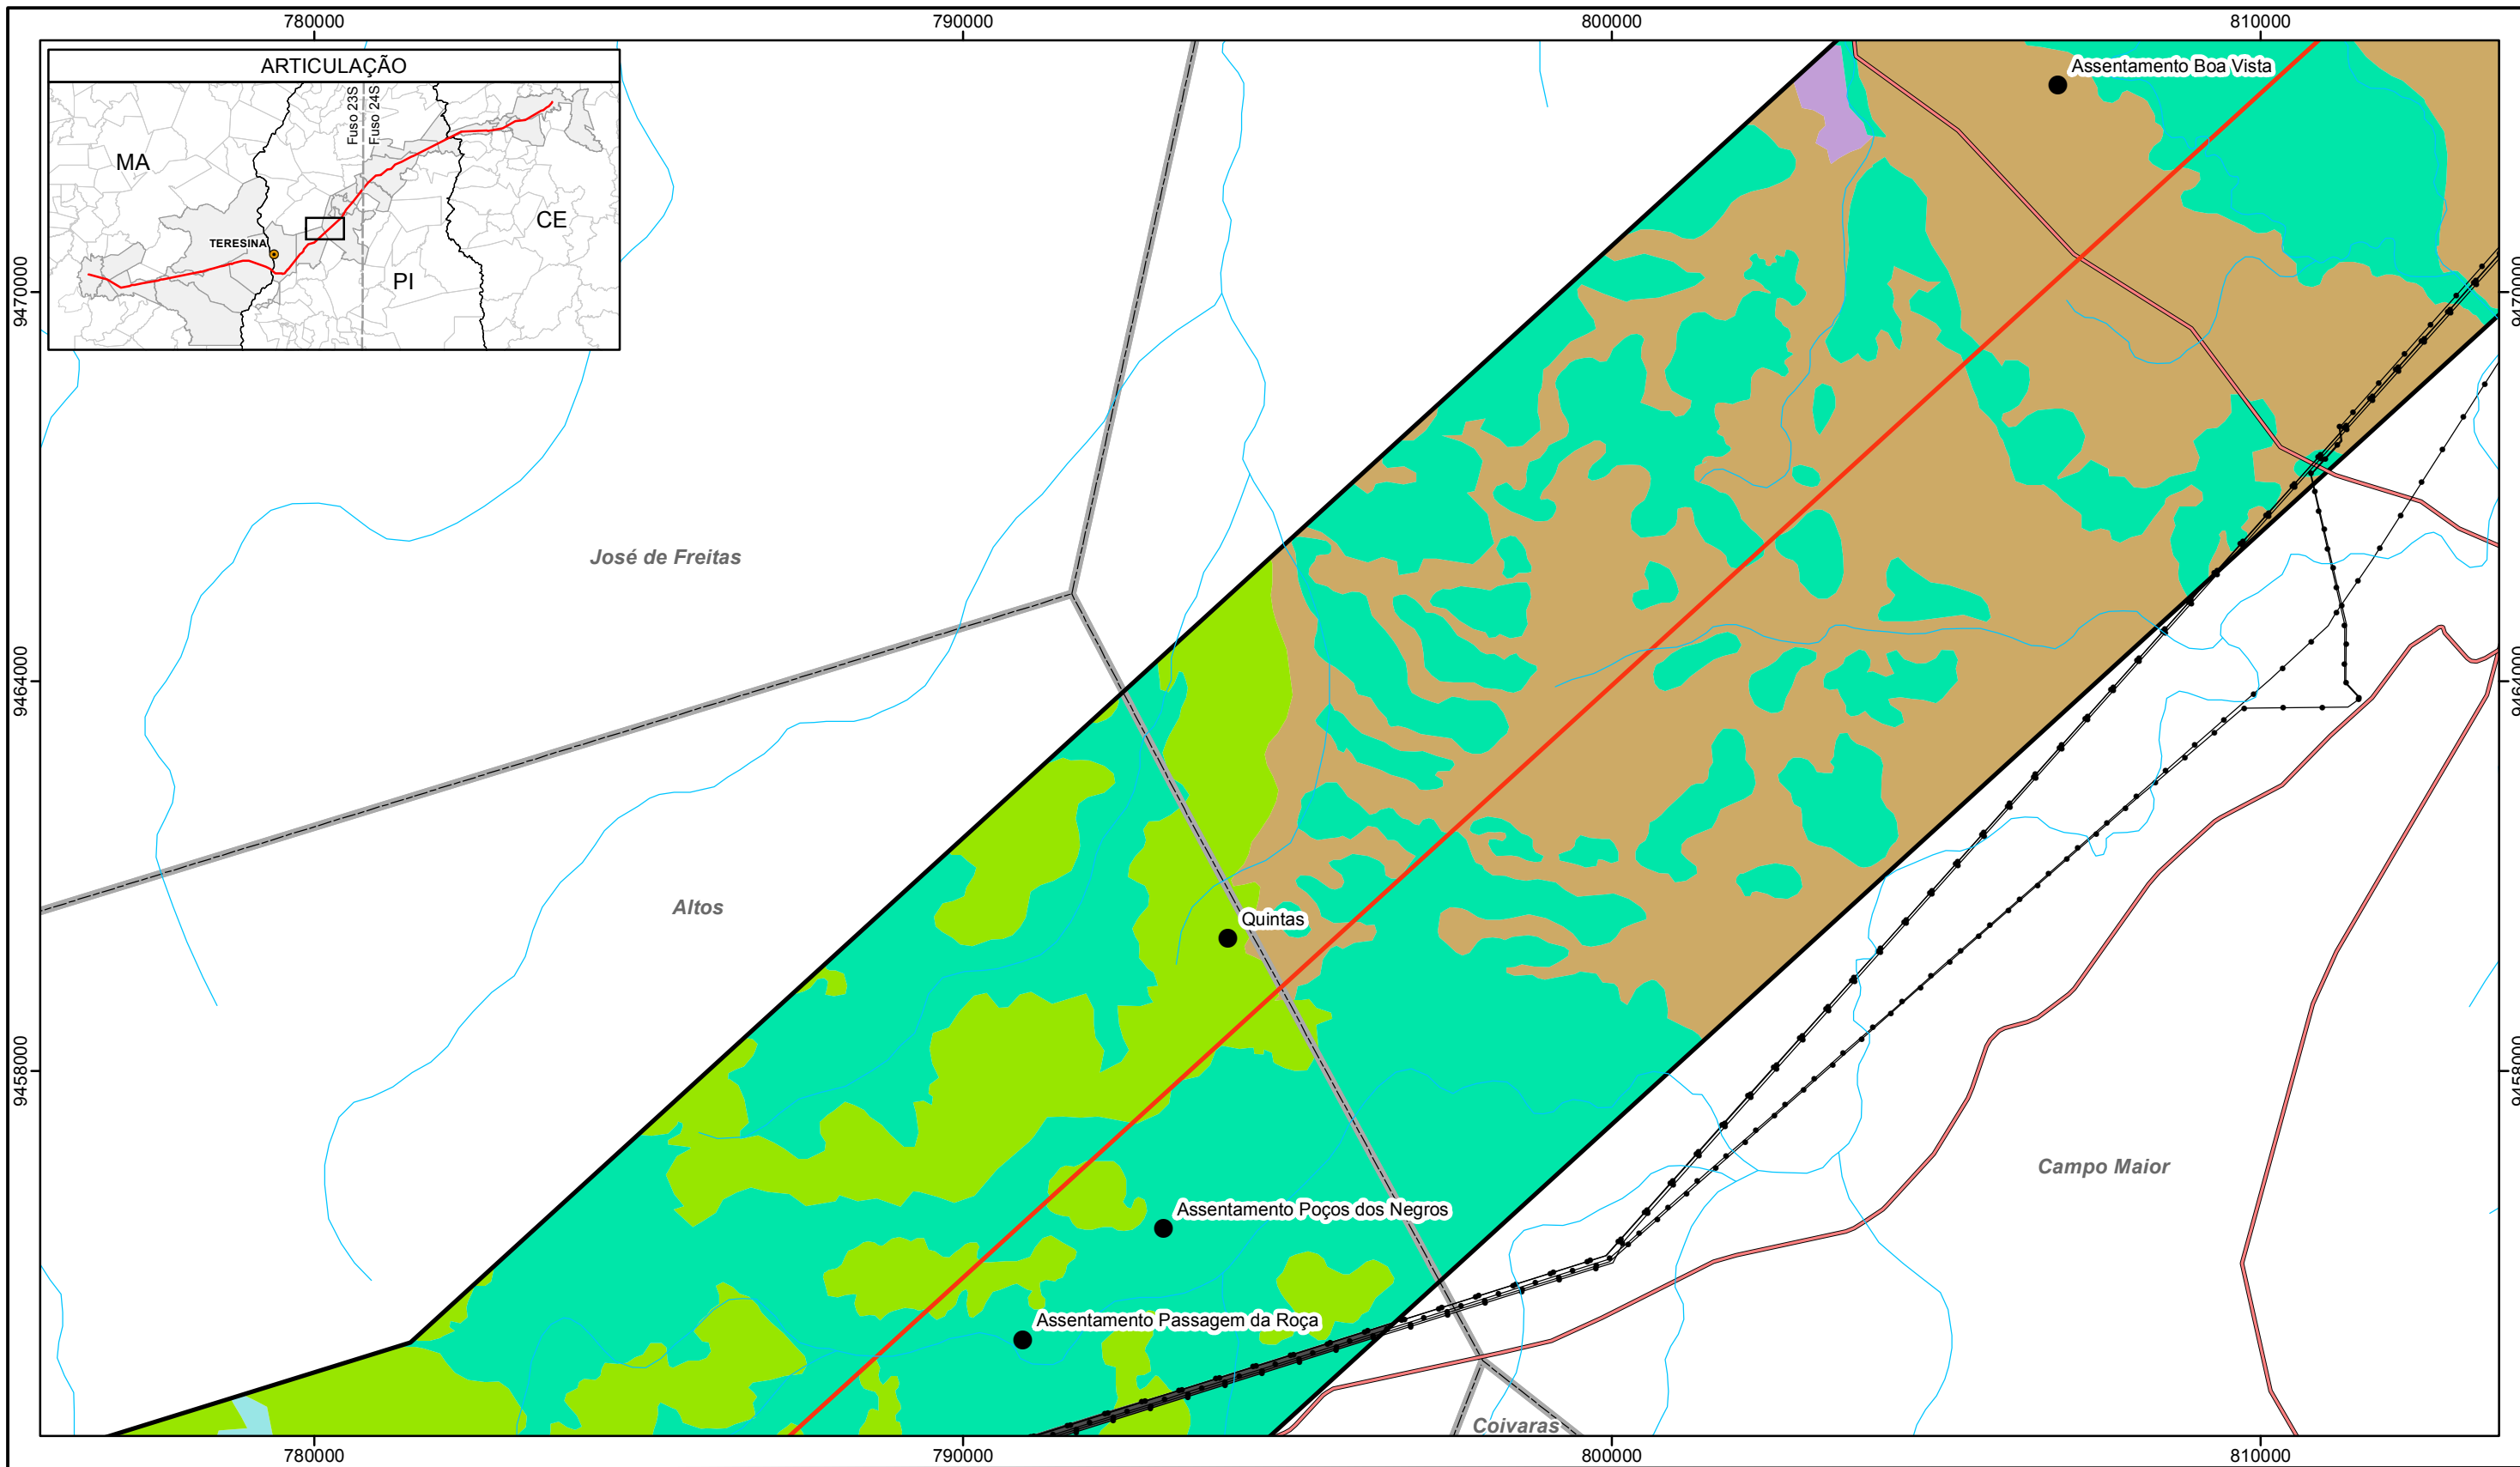 780000
790000
800000
810000
ARTICULAÇÃO
Fuso 23S
Fuso 24S
MA
CE
TERESINA
PI
Assentamento Boa Vista
9470000
9470000
José de Freitas
9464000
9464000
Altos
Quintas
9458000
9458000
Campo Maior
Assentamento Poços dos Negros
Assentamento Passagem da Roça
Coivaras
780000
790000
800000
810000